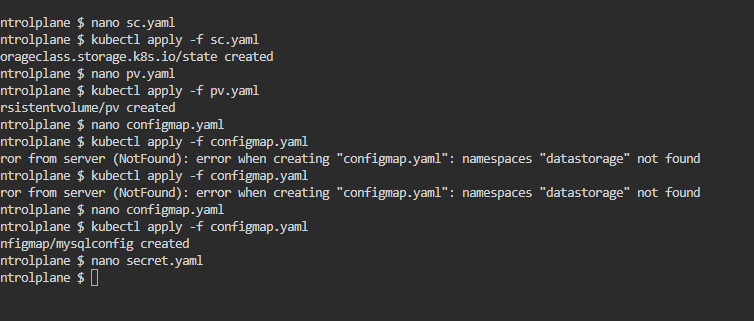 ntrolplane $ nano sc.yaml
ntrolplane $ kubectl apply -f sc.yaml
orageclass.storage.k8s.io/state created
ntrolplane $ nano pv.yaml
ntrolplane $ kubectl apply -f pv.yaml
rsistentvolume/pv created
ntrolplane $ nano configmap.yaml
ntrolplane $ kubectl apply -f configmap.yaml
ror from server (NotFound): error when creating "configmap.yaml": namespaces "datastorage" not found
ntrolplane $ kubectl apply -f configmap.yaml
ror from server (NotFound): error when creating "configmap.yaml": namespaces "datastorage" not found
ntrolplane $ nano configmap.yaml
ntrolplane $ kubectl apply -f configmap.yaml
nfigmap/mysqlconfig created
ntrolplane $ nano secret.yaml
ntrolplane $